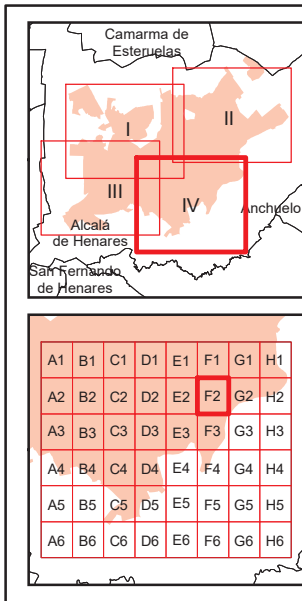 Camarma de
Esteruelas
I
II
III
IV
Anchuelo
Alcalá
de Henares
San Fernando
de Henares
A1 B1 C1 D1 E1 F1 G1 H1
A2 B2 C2 D2 E2 F2 G2 H2
A3 B3 C3 D3 E3 F3 G3 H3
A4 B4 C4 D4 E4 F4 G4 H4
A5 B5 C5 D5 E5 F5 G5 H5
A6 B6 C6 D6 E6 F6 G6 H6